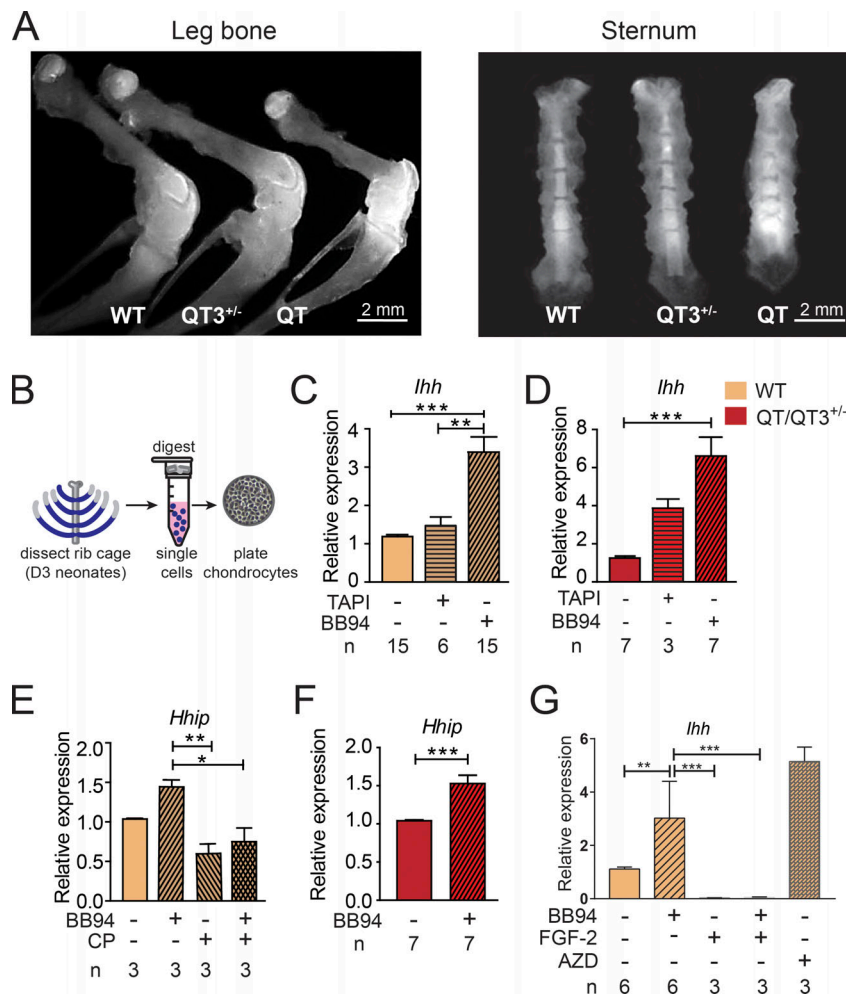 A
Leg bone
Sternum
WT QT3+/- QT 2 mm
WT QT3+/- QT 2 mm
B
dissect rib cage
(D3 neonates)
digest
single
cells
plate
chondrocytes
C
Ihh
***
**
Relative expression
4
3
2
1
0
TAPI - + -
BB94 - - +
n 15 6 15
D
Ihh
WT
QT/QT3+/-
***
Relative expression
8
6
4
2
0
TAPI - + -
BB94 - - +
n 7 3 7
E
Hhip
**
*
Relative expression
2.0
1.5
1.0
0.5
0.0
BB94 - + - +
CP - - + +
n 3 3 3 3
F
Hhip
***
Relative expression
2.0
1.5
1.0
0.5
0.0
BB94 - +
n 7 7
G
Ihh
***
** ***
Relative expression
6
4
2
0
BB94 - + - + -
FGF-2 - - + + -
AZD - - - - +
n 6 6 3 3 3